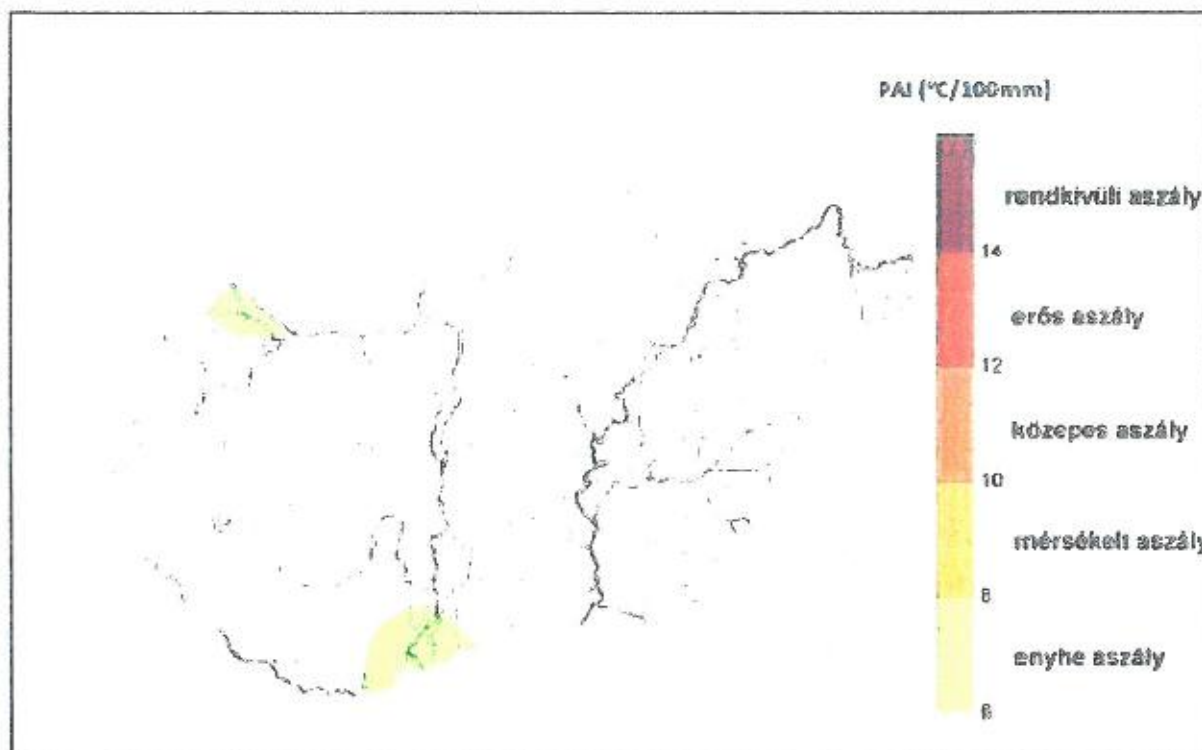 PAI (°C/100mm)
rendkívüli aszály
14
erős aszály
12
közepes aszály
10
mérsékelt aszály
8
enyhe aszály
6